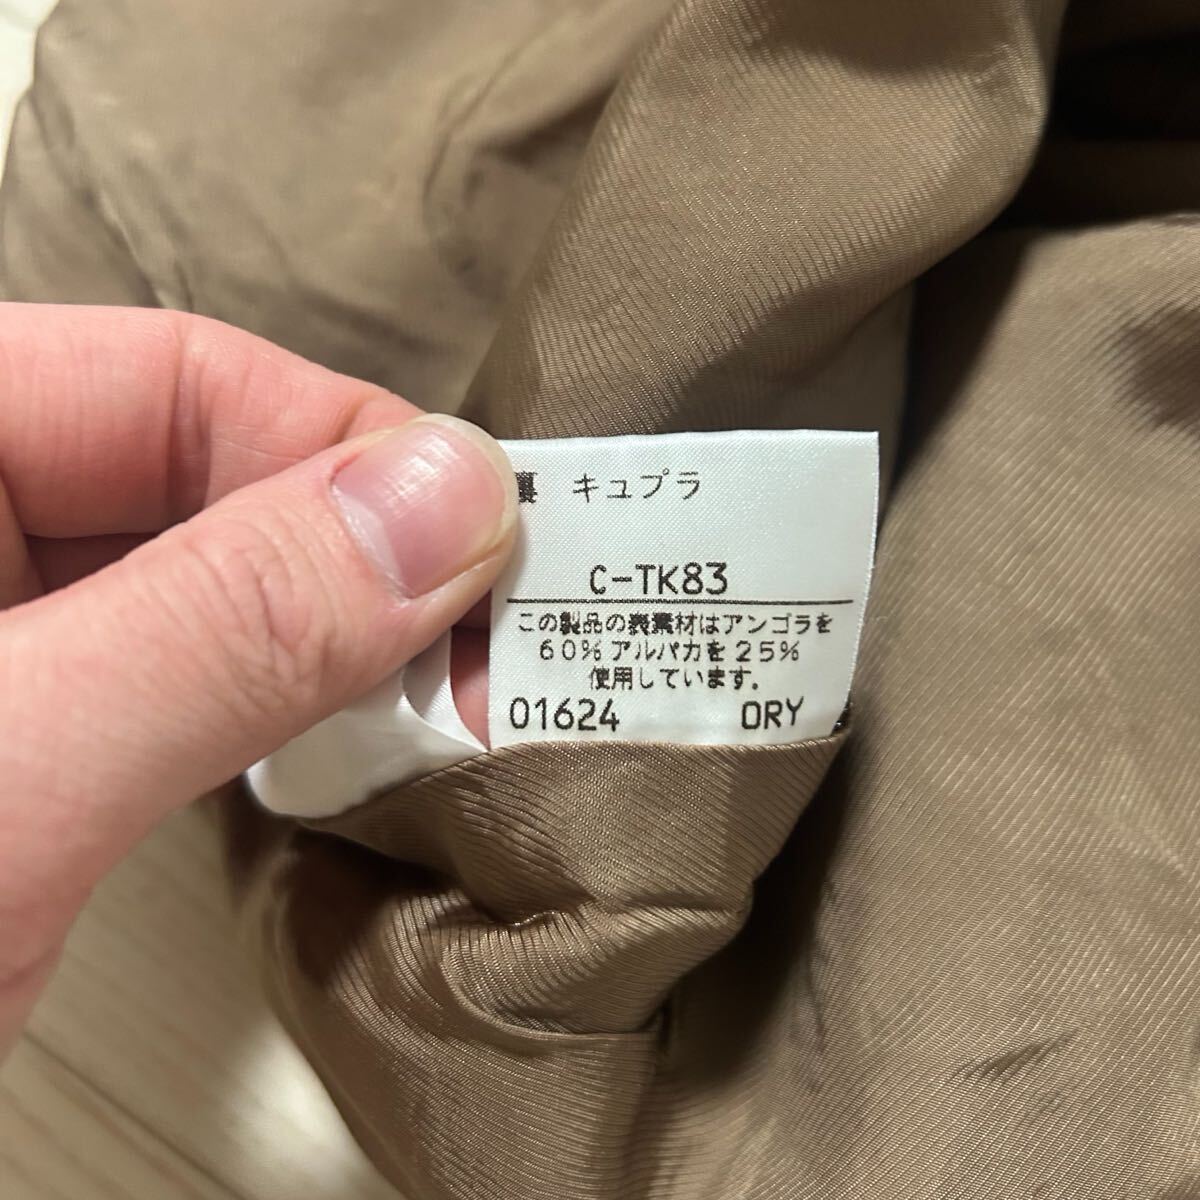 裏 キュプラ
C-TK83
この製品の表素材はアンゴラを
60%アルパカを25%
使用しています.
01624 ORY